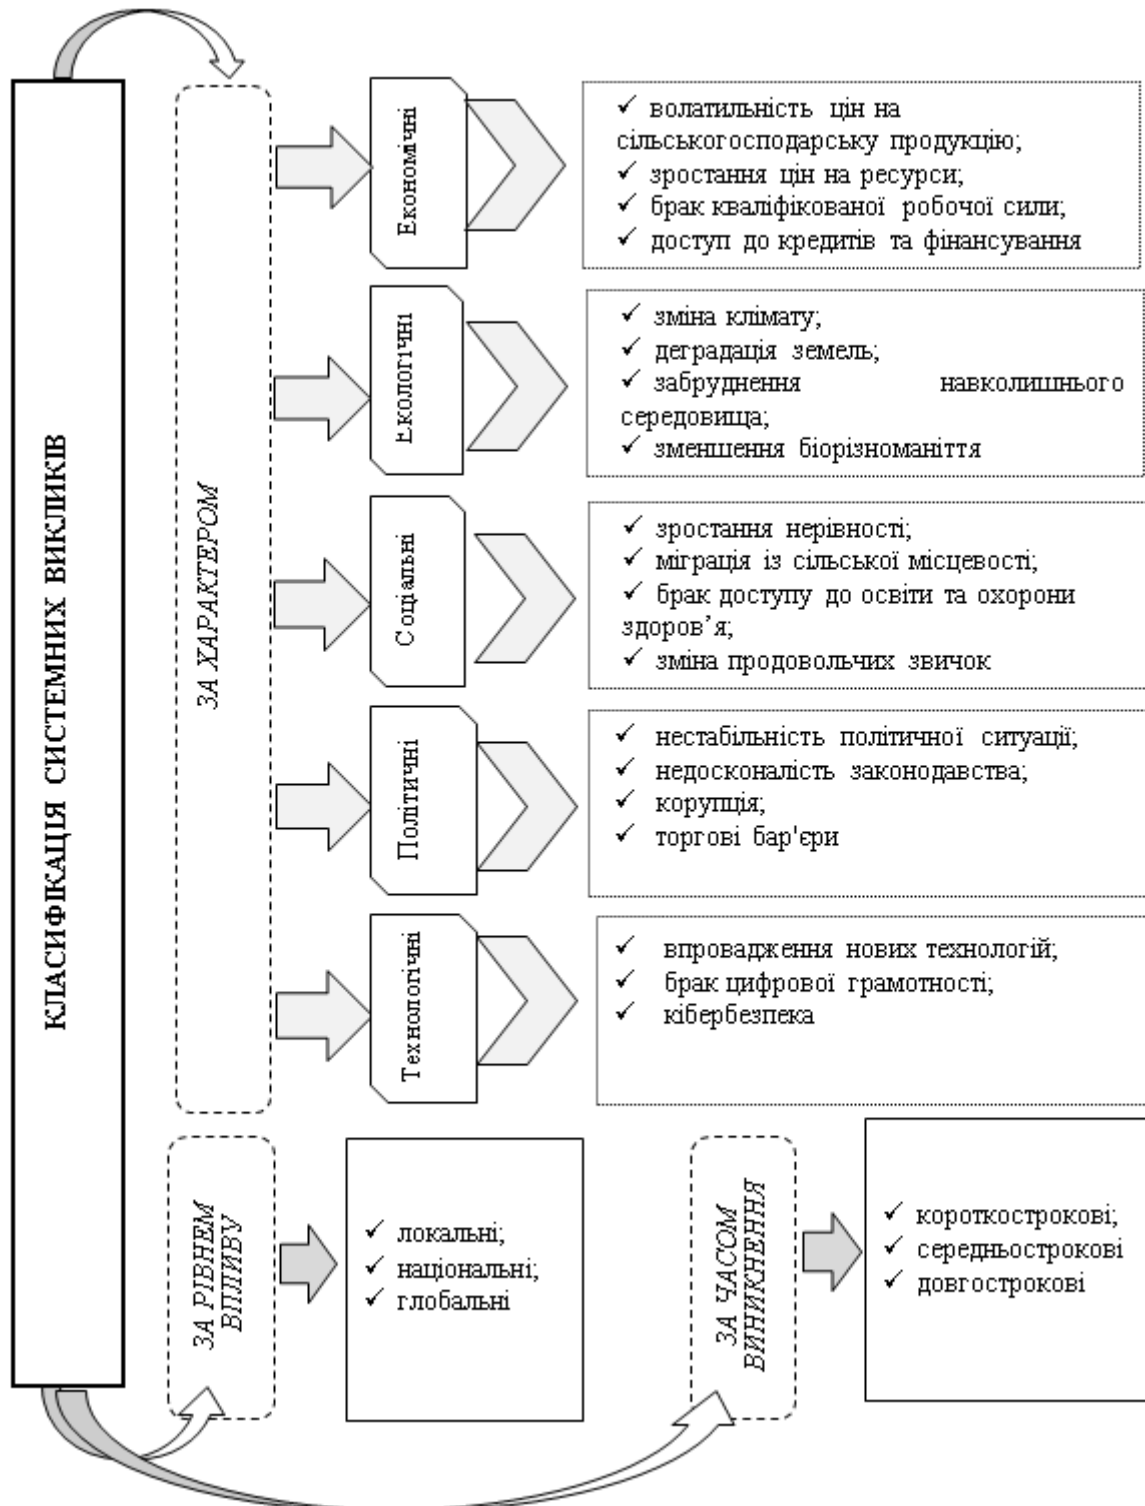 КЛАСИФІКАЦІЯ СИСТЕМНИХ ВИКЛИКІВ
ЗА ХАРАКТЕРОМ
Економічні
✓ волатильність цін на
сільськогосподарську продукцію;
✓ зростання цін на ресурси;
✓ брак кваліфікованої робочої сили;
✓ доступ до кредитів та фінансування
Екологічні
✓ зміна клімату;
✓ деградація земель;
✓ забруднення навколишнього
середовища;
✓ зменшення біорізноманіття
Соціальні
✓ зростання нерівності;
✓ міграція із сільської місцевості;
✓ брак доступу до освіти та охорони
здоров’я;
✓ зміна продовольчих звичок
Політичні
✓ нестабільність політичної ситуації;
✓ недосконалість законодавства;
✓ корупція;
✓ торгові бар'єри
Технологічні
✓ впровадження нових технологій;
✓ брак цифрової грамотності;
✓ кібербезпека
ЗА РІВНЕМ
ВПЛИВУ
✓ локальні;
✓ національні;
✓ глобальні
ЗА ЧАСОМ
ВИНИКНЕННЯ
✓ короткострокові;
✓ середньострокові
✓ довгострокові